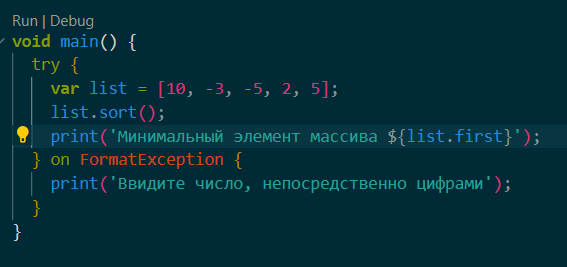 Run | Debug
void main() {
  try {
    var list = [10, -3, -5, 2, 5];
    list.sort();
    print('Минимальный элемент массива ${list.first}');
  } on FormatException {
    print('Ввидите число, непосредственно цифрами');
  }
}